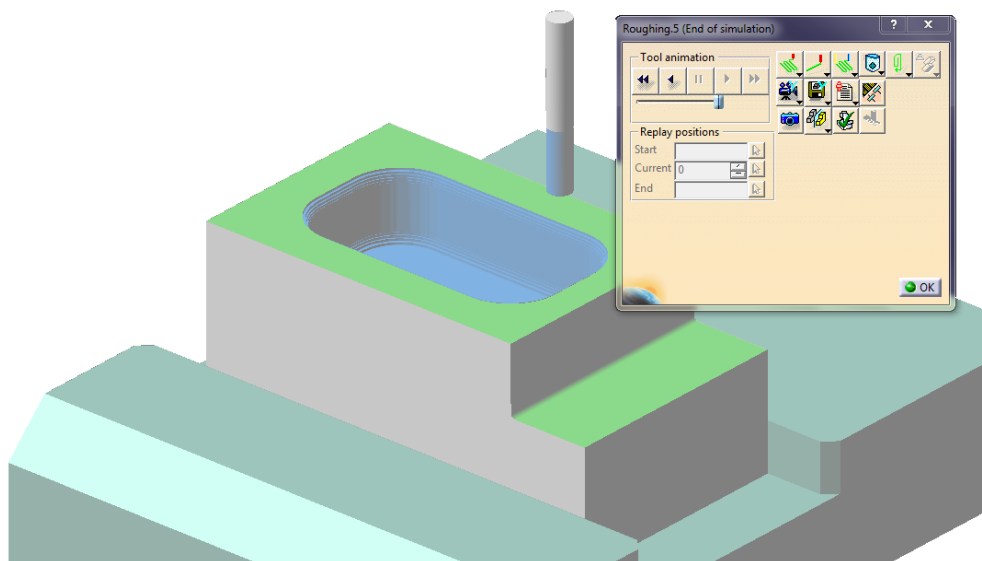 Roughing.5 (End of simulation)
Tool animation
Replay positions
Start
Current 0
End
OK